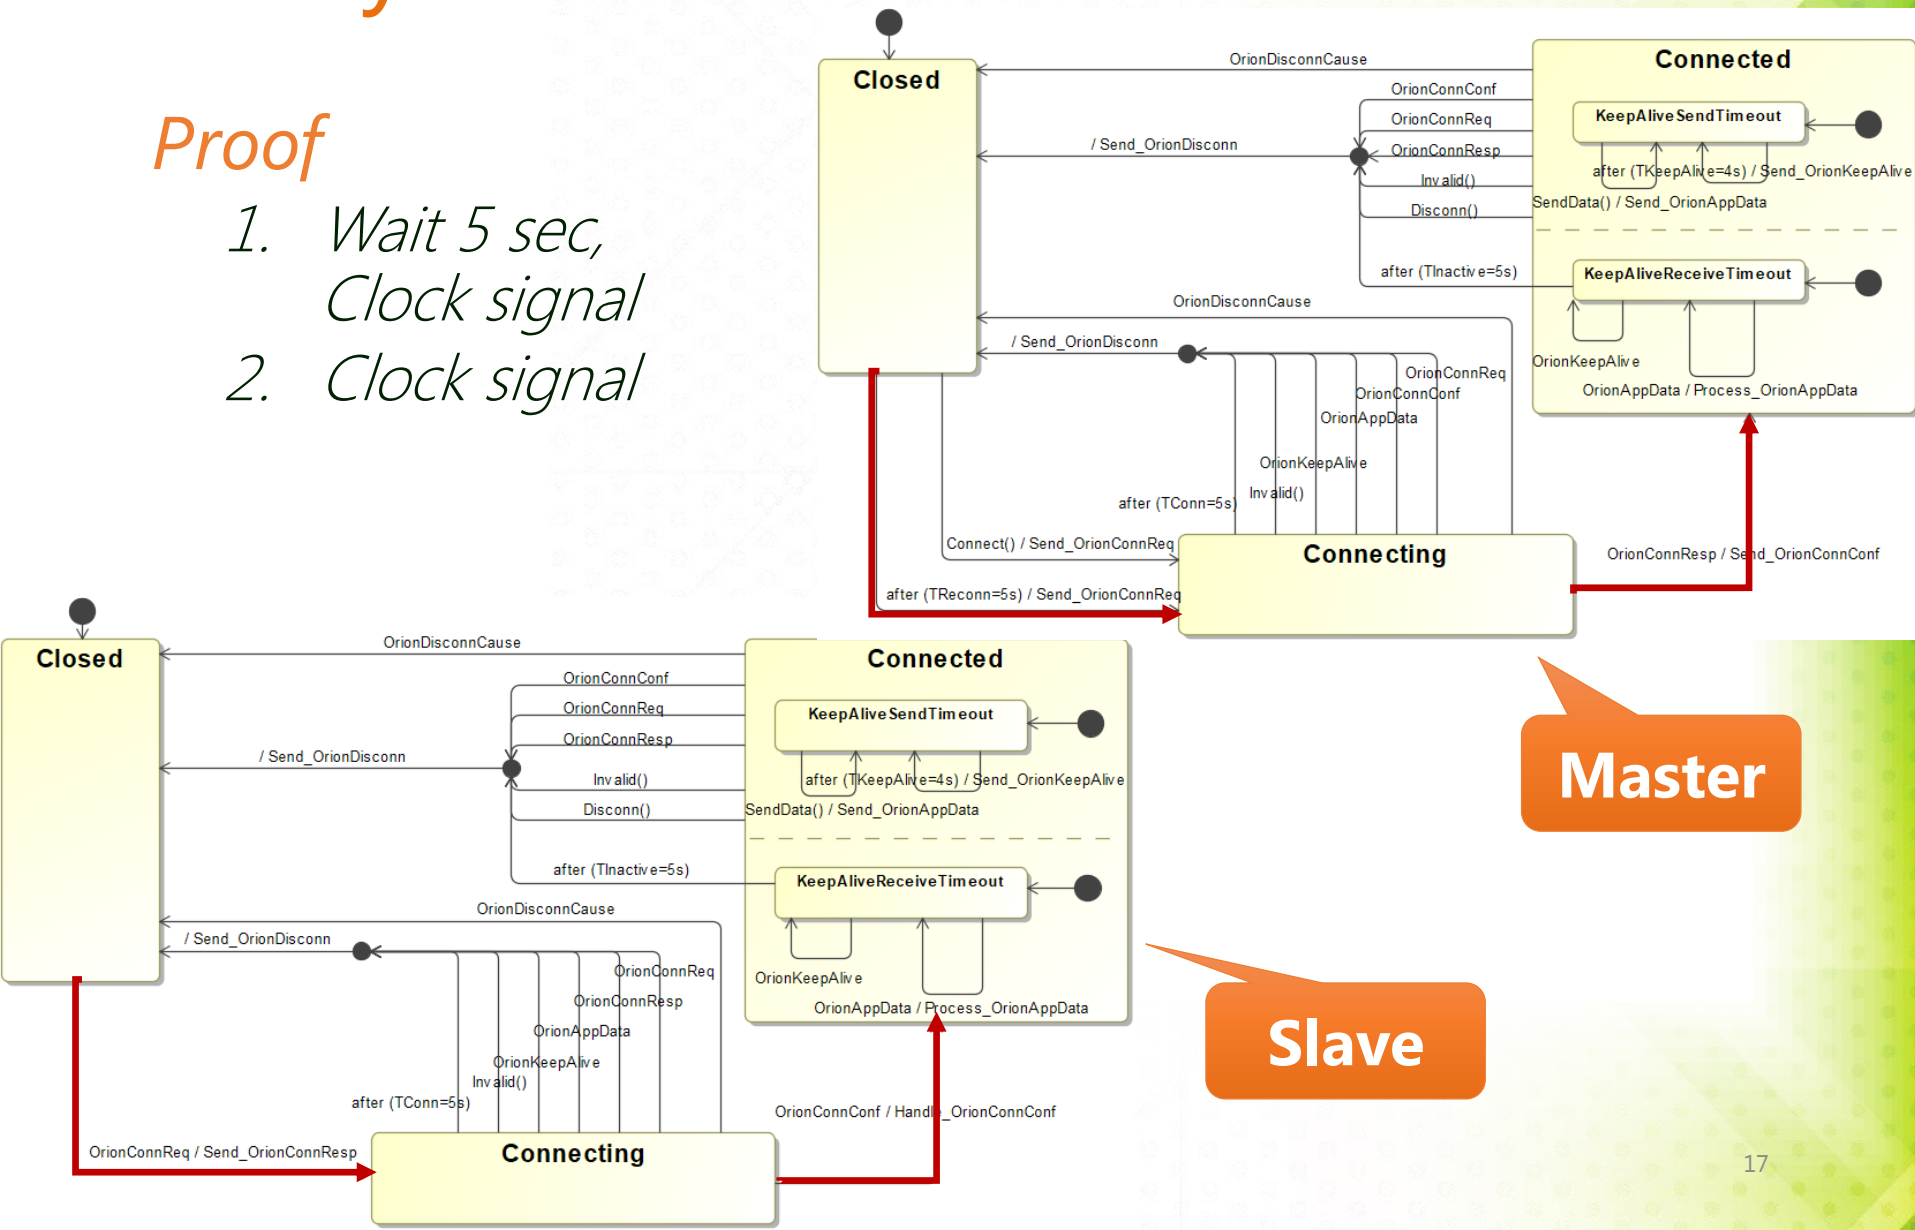 Proof
1. Wait 5 sec,
Clock signal
2. Clock signal
Closed
Connected
OrionDisconnCause
OrionConnConf
OrionConnReq
OrionConnResp
Invalid()
Disconn()
/ Send_OrionDisconn
KeepAliveSendTimeout
after (TKeepAlive=4s) / Send_OrionKeepAlive
SendData() / Send_OrionAppData
after (TInactive=5s)
KeepAliveReceiveTimeout
OrionKeepAlive
OrionAppData / Process_OrionAppData
OrionDisconnCause
/ Send_OrionDisconn
OrionConnReq
OrionConnConf
OrionAppData
OrionKeepAlive
Invalid()
after (TConn=5s)
Connect() / Send_OrionConnReq
Connecting
OrionConnResp / Send_OrionConnConf
after (TReconn=5s) / Send_OrionConnReq
Master
Closed
Connected
OrionDisconnCause
OrionConnConf
OrionConnReq
OrionConnResp
Invalid()
Disconn()
/ Send_OrionDisconn
KeepAliveSendTimeout
after (TKeepAlive=4s) / Send_OrionKeepAlive
SendData() / Send_OrionAppData
after (TInactive=5s)
KeepAliveReceiveTimeout
OrionKeepAlive
OrionAppData / Process_OrionAppData
OrionDisconnCause
/ Send_OrionDisconn
OrionConnReq
OrionConnResp
OrionAppData
OrionKeepAlive
Invalid()
after (TConn=5s)
OrionConnConf / Handle_OrionConnConf
OrionConnReq / Send_OrionConnResp
Connecting
Slave
17